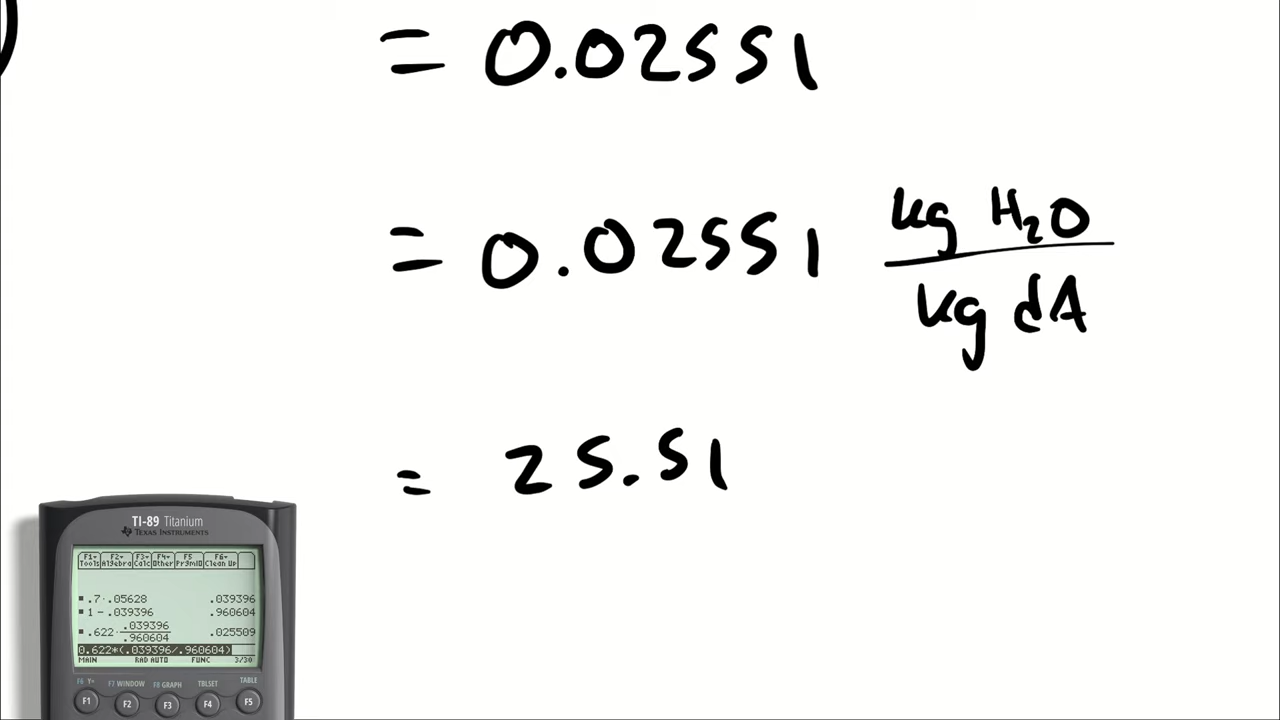 = 0.02551
= 0.02551 kg H₂O
kg dA
= 25.51
TI-89 Titanium
TEXAS INSTRUMENTS
F1▾ F2▾ F3▾ F4▾ F5 F6▾
Tools Algebra Calc Other PrgmIO Clean Up
▪ .7·.05628 .039396
▪ 1 - .039396 .960604
▪ .622·.039396/.960604 .025509
0.622*(.039396/.960604)
MAIN RAD AUTO FUNC 3/30
F6 Y= F7 WINDOW F8 GRAPH TBLSET TABLE
F1 F2 F3 F4 F5